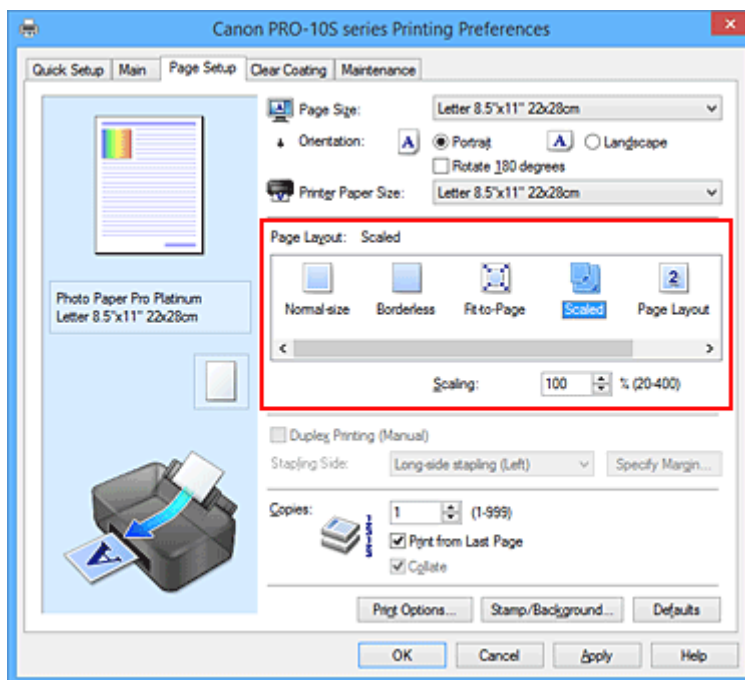 Canon PRO-10S series Printing Preferences
Quick Setup Main Page Setup Clear Coating Maintenance
Page Size: Letter 8.5"x11" 22x28cm
Orientation: A Portrait A Landscape
Rotate 180 degrees
Printer Paper Size: Letter 8.5"x11" 22x28cm
Page Layout: Scaled
Normal-size Borderless Fit-to-Page Scaled 2 Page Layout
Scaling: 100 % (20-400)
Photo Paper Pro Platinum
Letter 8.5"x11" 22x28cm
Duplex Printing (Manual)
Stapling Side: Long-side stapling (Left) Specify Margin...
Copies: 1 (1-999)
Print from Last Page
Collate
A
Print Options... Stamp/Background... Defaults
OK Cancel Apply Help